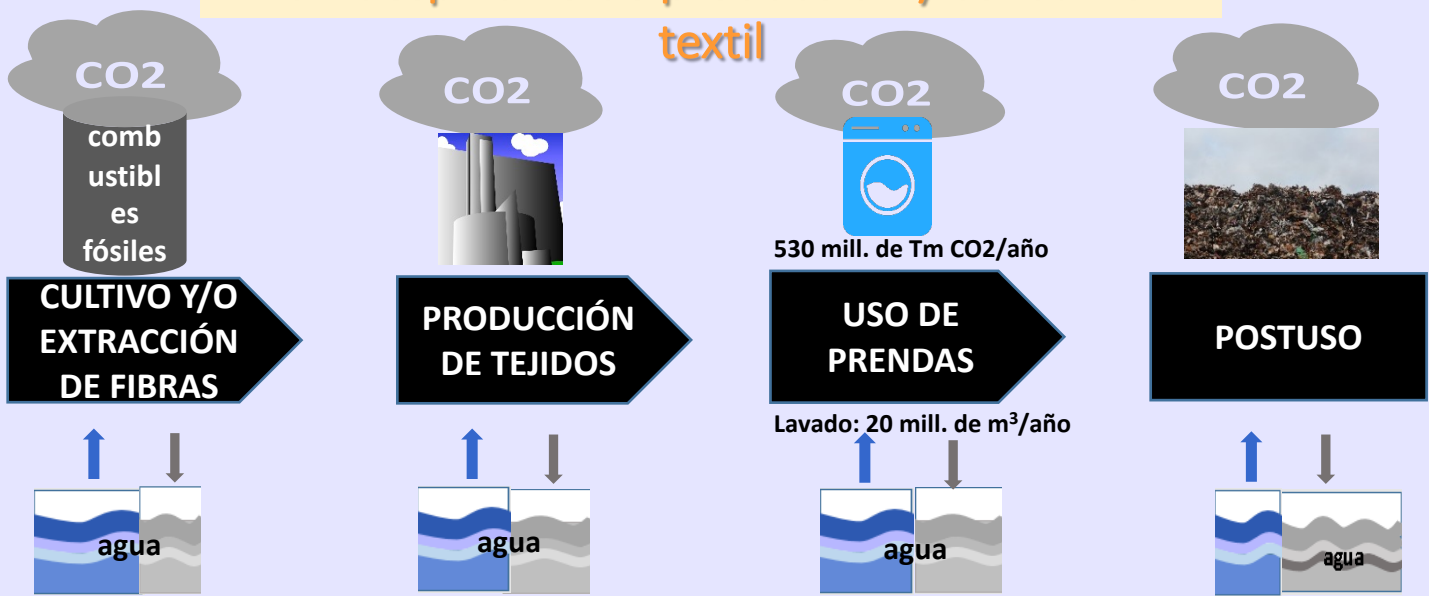 textil
CO2
CO2
CO2
CO2
comb
ustibl
es
fósiles
530 mill. de Tm CO2/año
CULTIVO Y/O
EXTRACCIÓN
DE FIBRAS
PRODUCCIÓN
DE TEJIDOS
USO DE
PRENDAS
POSTUSO
Lavado: 20 mill. de m³/año
agua
agua
agua
agua